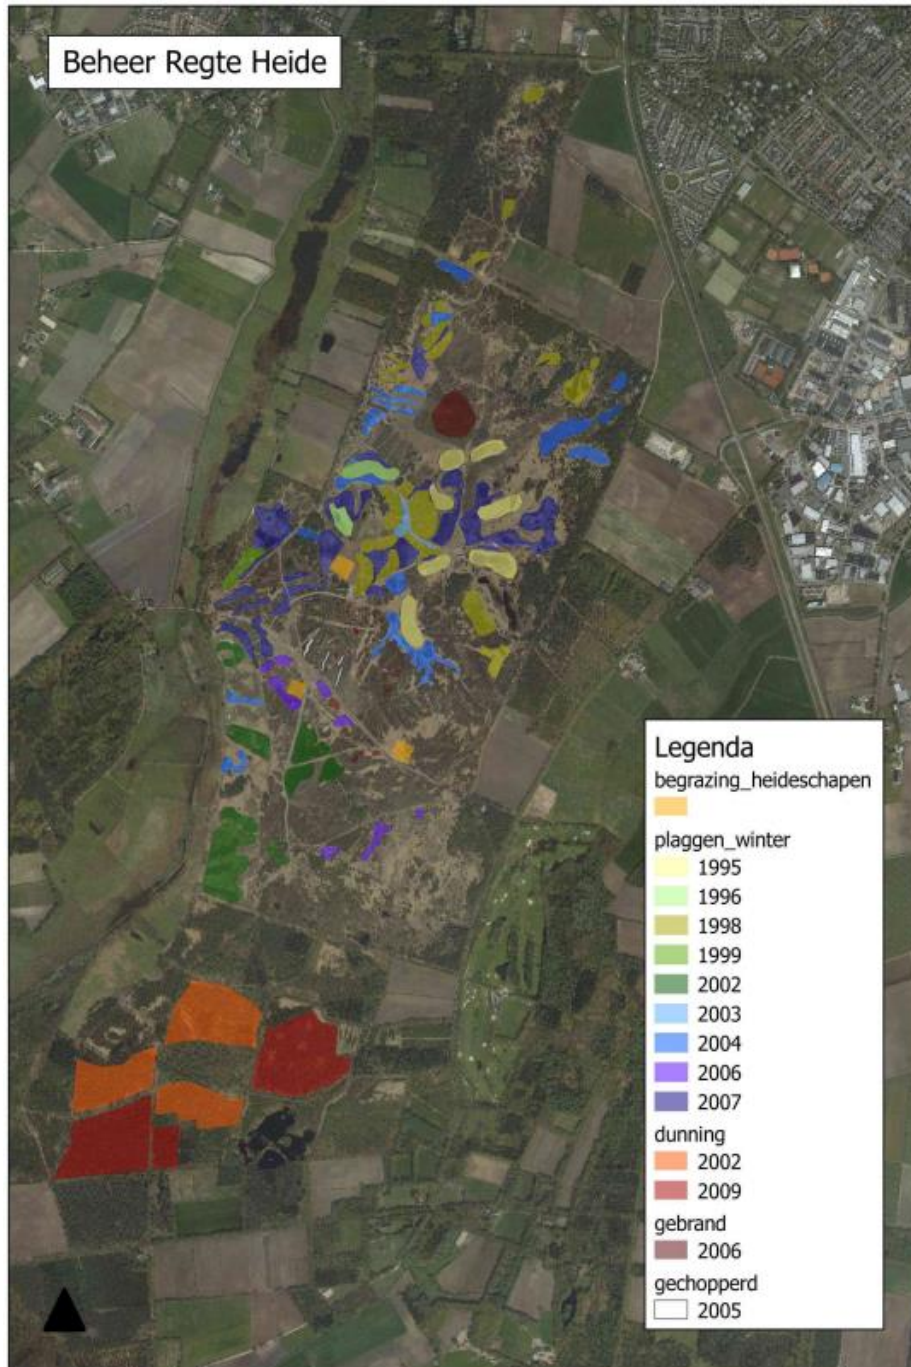 Beheer Regte Heide
Legenda
begrazing_heideschapen
plaggen_winter
1995
1996
1998
1999
2002
2003
2004
2006
2007
dunning
2002
2009
gebrand
2006
gechopperd
2005